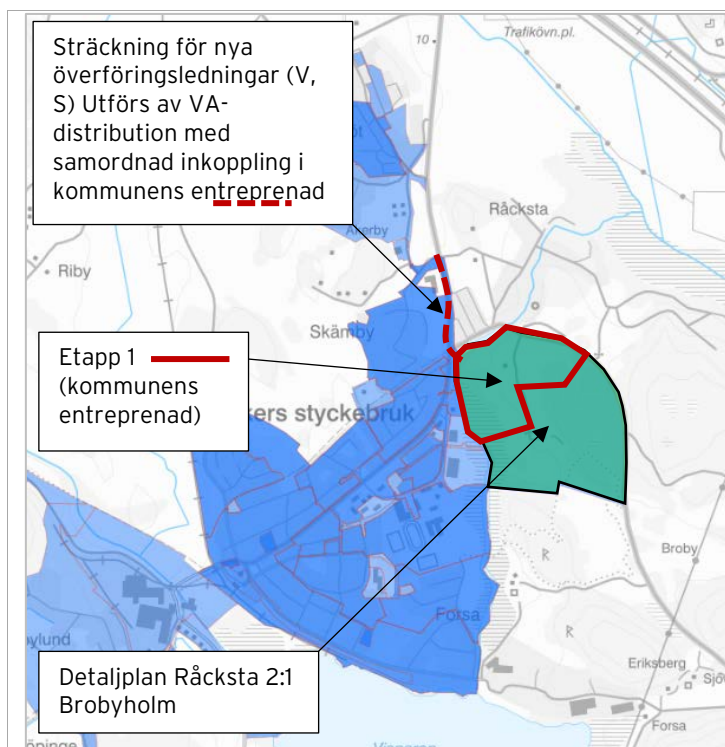 Sträckning för nya
överföringsledningar (V,
S) Utförs av VA-
distribution med
samordnad inkoppling i
kommunens entreprenad
10
Trafikövn.pl.
Råcksta
Riby
Skämby
Etapp 1
(kommunens
entreprenad)
kers styckebruk
R
Broby
Forsa
R
Detaljplan Råcksta 2:1
Brobyholm
Eriksberg
Sjöv
Forsa